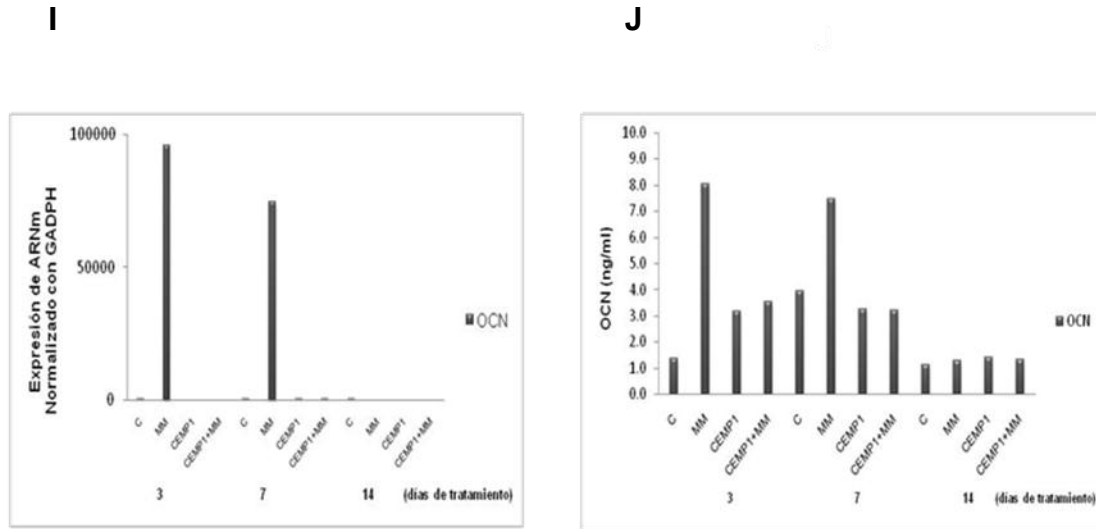 I
J
Expresión de ARNm
Normalizado con GADPH
100000
50000
0
OCN
C
MM
CEMP1
CEMP1+MM
C
MM
CEMP1
CEMP1+MM
C
MM
CEMP1
CEMP1+MM
3
7
14
(días de tratamiento)
OCN (ng/ml)
10.0
9.0
8.0
7.0
6.0
5.0
4.0
3.0
2.0
1.0
0.0
OCN
C
MM
CEMP1
CEMP1+MM
C
MM
CEMP1
CEMP1+MM
C
MM
CEMP1
CEMP1+MM
3
7
14
(días de tratamiento)